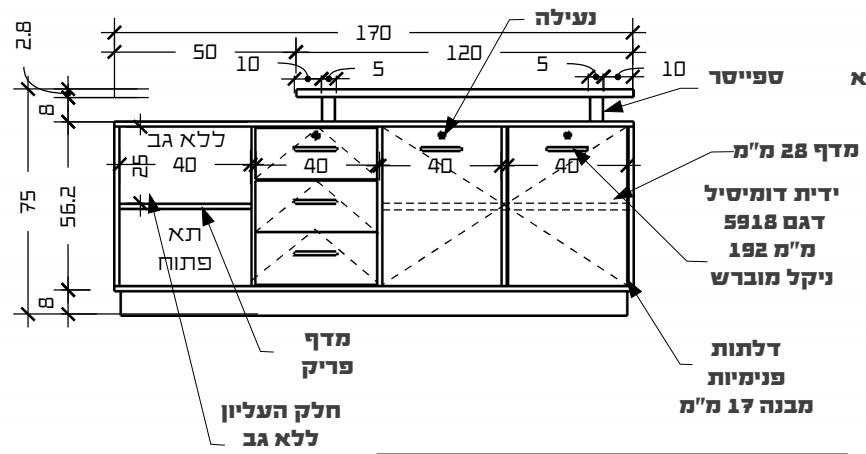 נעילה
170
50
120
10
5
5
10
2.8
8
75
56.2
8
ספייסר
א
ללא גב
25
40
40
40
40
תא
פתוח
מדף 28 מ"מ
ידית דומיסיל
דגם 5918
192 מ"מ
ניקל מוברש
מדף
פריק
חלק העליון
ללא גב
דלתות
פנימיות
מבנה 17 מ"מ